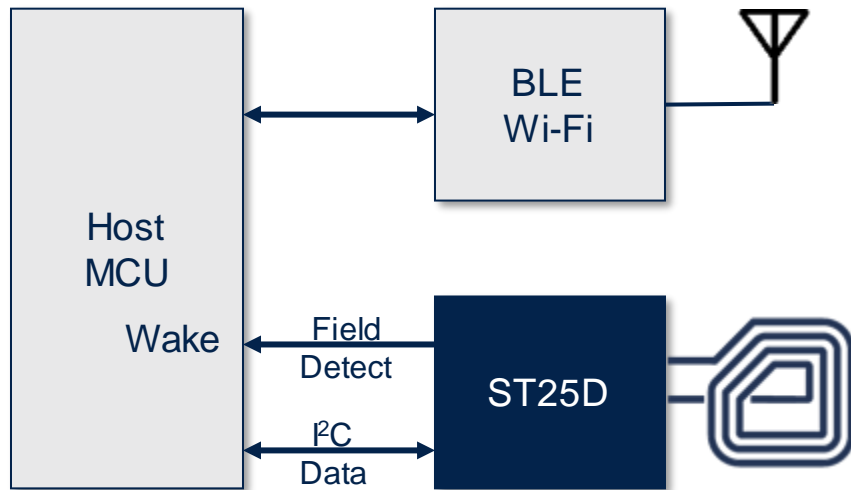 BLE
Wi-Fi
Host
MCU
Wake
Field
Detect
ST25D
I²C
Data